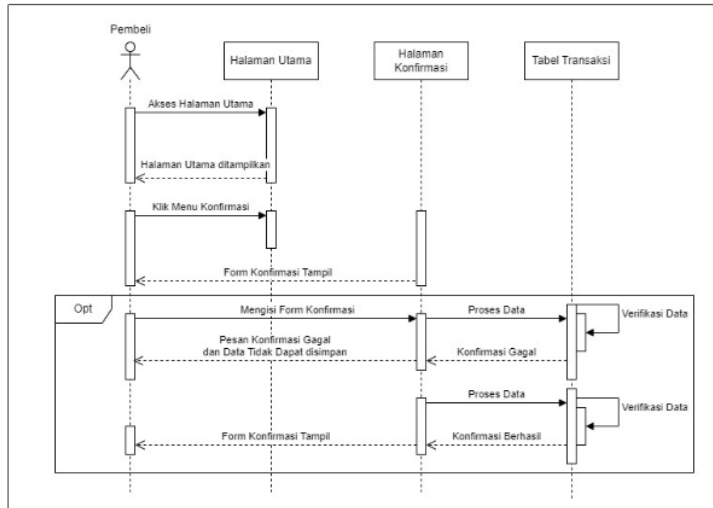 Pembeli
Halaman Utama
Halaman
Konfirmasi
Tabel Transaksi
Akses Halaman Utama
Halaman Utama ditampilkan
Klik Menu Konfirmasi
Form Konfirmasi Tampil
Opt
Mengisi Form Konfirmasi
Proses Data
Verifikasi Data
Pesan Konfirmasi Gagal
dan Data Tidak Dapat disimpan
Konfirmasi Gagal
Proses Data
Verifikasi Data
Form Konfirmasi Tampil
Konfirmasi Berhasil